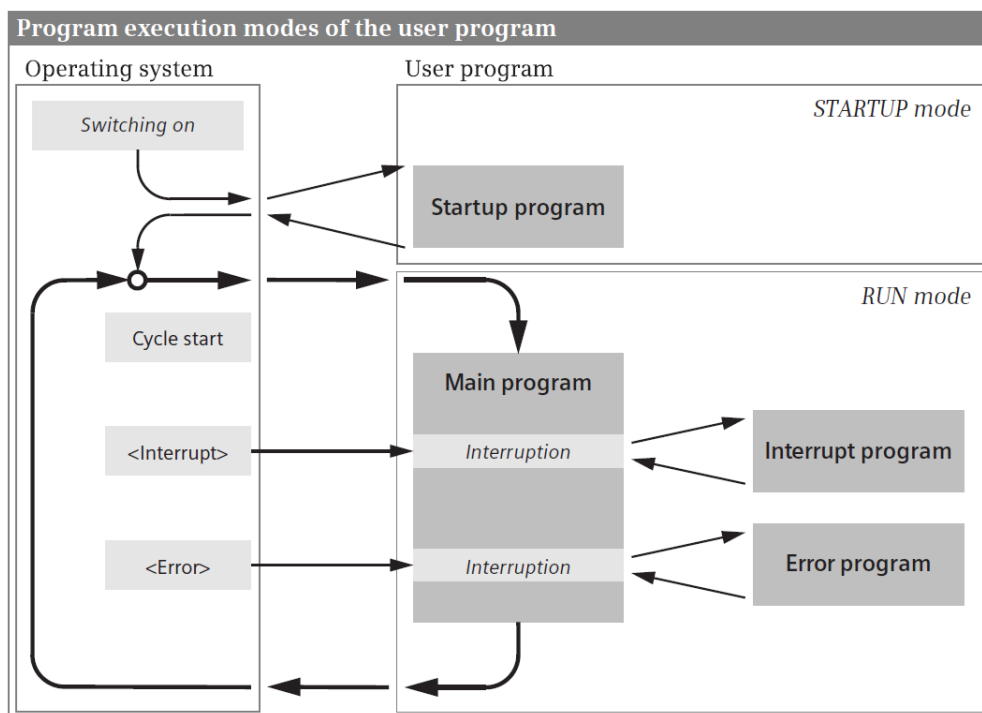 Program execution modes of the user program
Operating system
User program
Switching on
STARTUP mode
Startup program
RUN mode
Cycle start
Main program
<Interrupt>
Interruption
Interrupt program
<Error>
Interruption
Error program